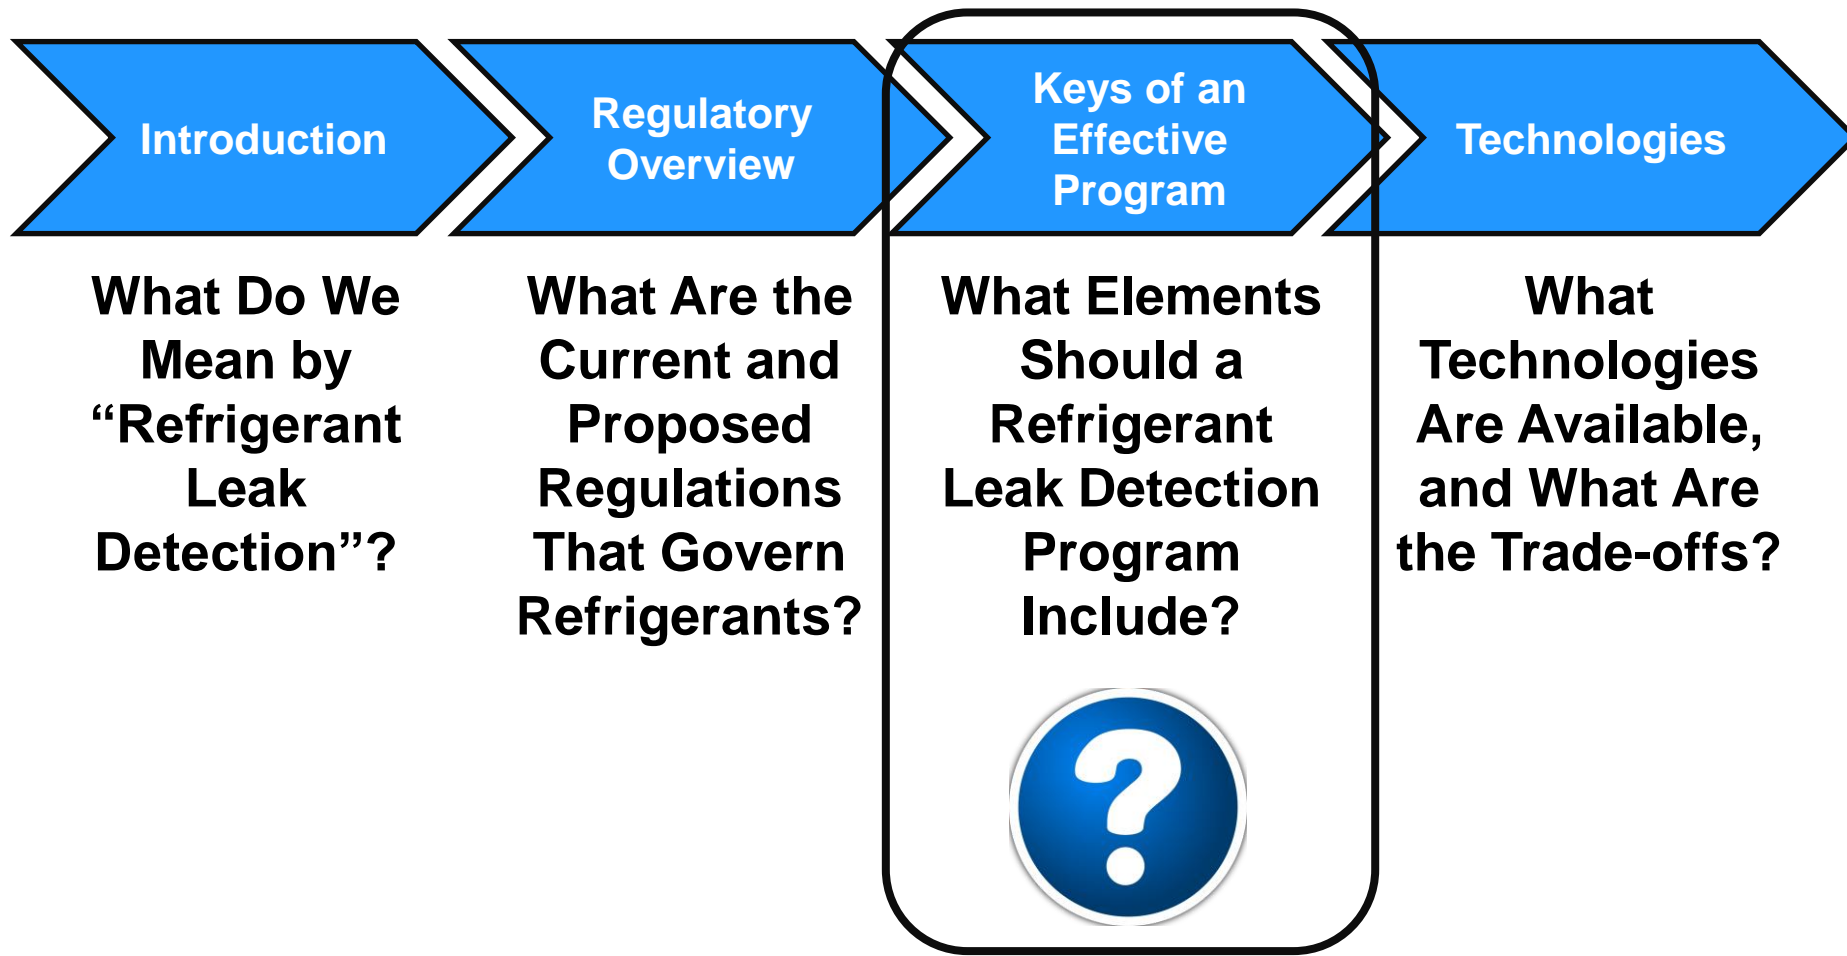 Introduction
Regulatory
Overview
Keys of an
Effective
Program
Technologies
What Do We
Mean by
“Refrigerant
Leak
Detection”?
What Are the
Current and
Proposed
Regulations
That Govern
Refrigerants?
What Elements
Should a
Refrigerant
Leak Detection
Program
Include?
What
Technologies
Are Available,
and What Are
the Trade-offs?
?